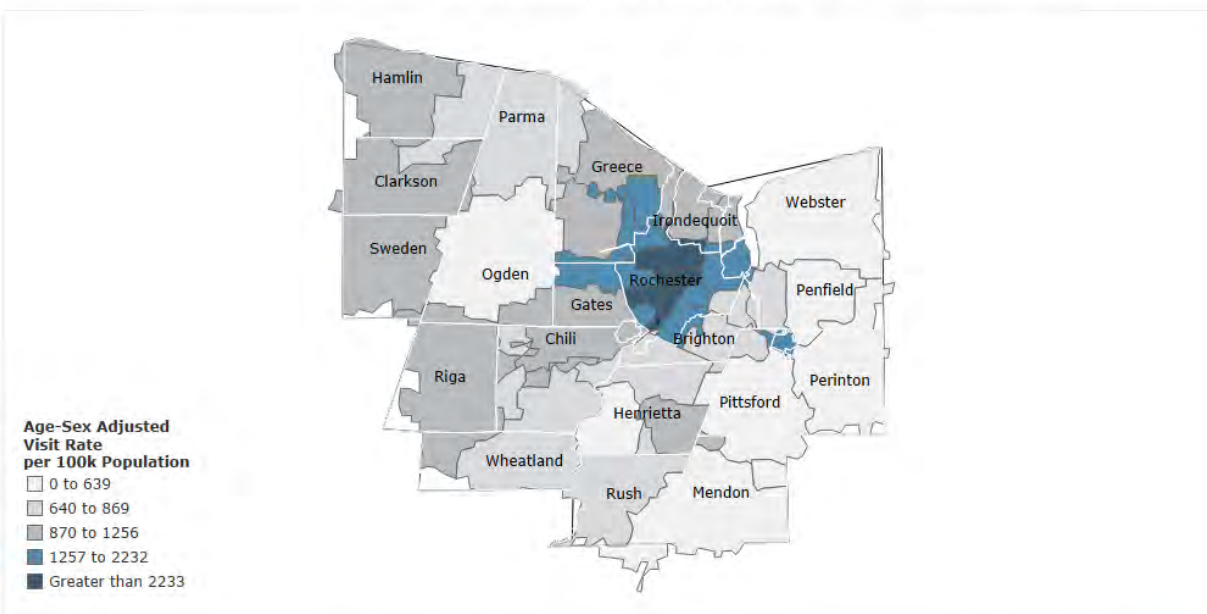 Hamlin
Parma
Greece
Clarkson
Webster
Irondequoit
Sweden
Ogden
Rochester
Penfield
Gates
Chili
Brighton
Riga
Perinton
Pittsford
Henrietta
Wheatland
Rush
Mendon
Age-Sex Adjusted
Visit Rate
per 100k Population
0 to 639
640 to 869
870 to 1256
1257 to 2232
Greater than 2233